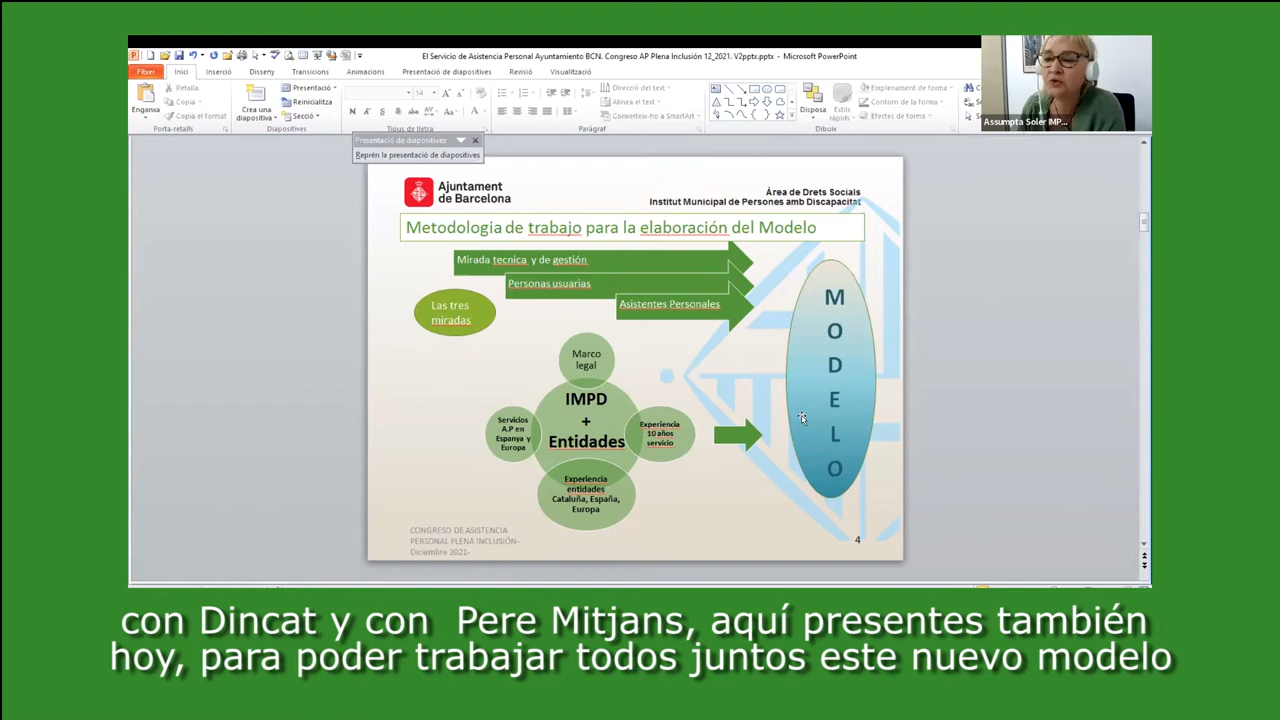 El Servicio de Asistencia Personal Ayuntamiento BCN. Congreso AP Plena Inclusión 12_2021. V2pptx.pptx - Microsoft PowerPoint
Fitxer Inici Inserció Disseny Transicions Animacions Presentació de diapositives Revisió Visualització
Enganxa
Retalla
Copia
Copia el format
Porta-retalls
Crea una diapositiva
Presentació
Reinicialitza
Secció
Diapositives
14
Tipus de lletra
Direcció del text
Alinea el text
Converteix-ho a SmartArt
Paràgraf
Disposa
Estils ràpids
Emplenament de forma
Contorn de la forma
Efectes de forma
Dibuix
Assumpta Soler IMP...
Presentació de diapositives
Reprèn la presentació de diapositives
Ajuntament
de Barcelona
Àrea de Drets Socials
Institut Municipal de Persones amb Discapacitat
Metodologia de trabajo para la elaboración del Modelo
Mirada tecnica y de gestión
Personas usuarias
Asistentes Personales
Las tres
miradas
Marco
legal
IMPD
+
Entidades
Servicios
A.P en
Espanya y
Europa
Experiencia
10 años
servicio
Experiencia
entidades
Cataluña, España,
Europa
M
O
D
E
L
O
CONGRESO DE ASISTENCIA
PERSONAL PLENA INCLUSIÓN-
Diciembre 2021-
4
con Dincat y con Pere Mitjans, aquí presentes también
hoy, para poder trabajar todos juntos este nuevo modelo